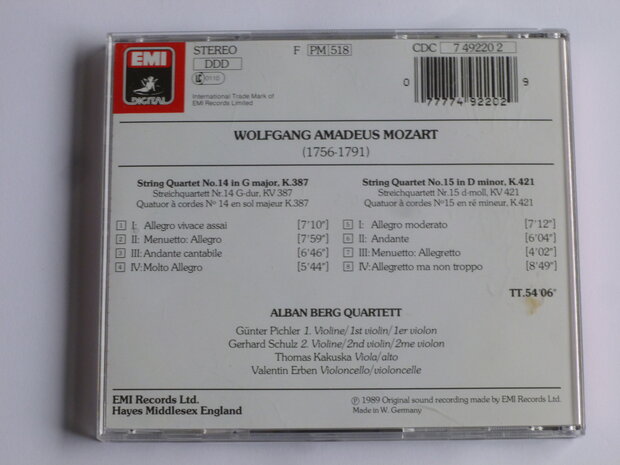 EMI
DIGITAL
STEREO
DDD
F PM 518
CDC 7 49220 2
International Trade Mark of
EMI Records Limited
0 77774 92202 9
WOLFGANG AMADEUS MOZART
(1756-1791)
String Quartet No.14 in G major, K.387
Streichquartett Nr.14 G-dur, KV 387
Quatuor à cordes Nº 14 en sol majeur K.387
1 I: Allegro vivace assai [7'10"]
2 II: Menuetto: Allegro [7'59"]
3 III: Andante cantabile [6'46"]
4 IV: Molto Allegro [5'44"]
String Quartet No.15 in D minor, K.421
Streichquartett Nr.15 d-moll, KV 421
Quatuor à cordes Nº 15 en ré mineur, K.421
5 I: Allegro moderato [7'12"]
6 II: Andante [6'04"]
7 III: Menuetto: Allegretto [4'02"]
8 IV: Allegretto ma non troppo [8'49"]
TT.54'06"
ALBAN BERG QUARTETT
Günter Pichler 1. Violine/1st violin/1er violon
Gerhard Schulz 2. Violine/2nd violin/2me violon
Thomas Kakuska Viola/alto
Valentin Erben Violoncello/violoncelle
EMI Records Ltd.
Hayes Middlesex England
℗ 1989 Original sound recording made by EMI Records Ltd.
Made in W. Germany